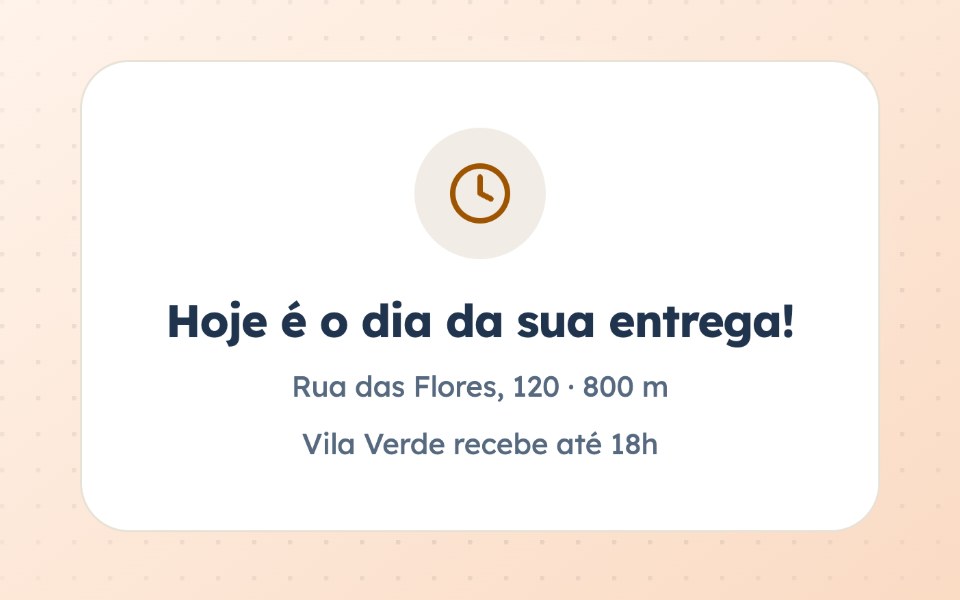 Hoje é o dia da sua entrega!
Rua das Flores, 120 · 800 m
Vila Verde recebe até 18h